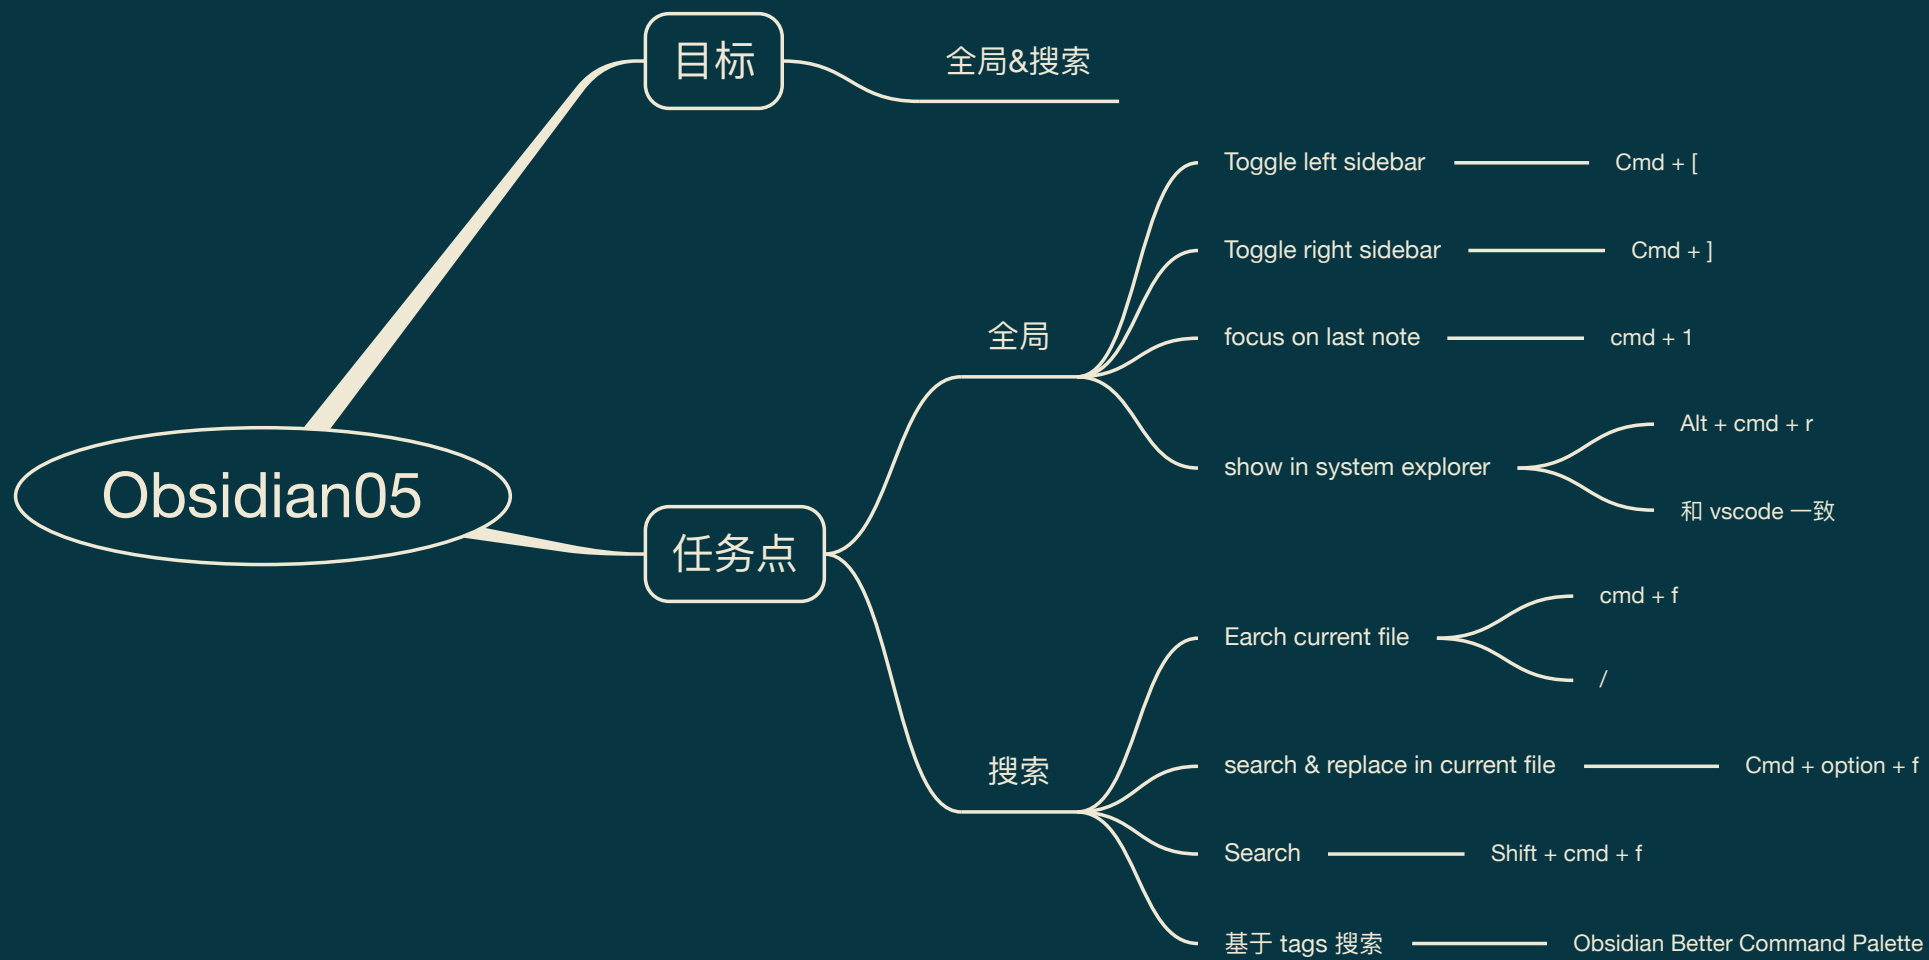 Obsidian05
目标
全局&搜索
任务点
全局
Toggle left sidebar
Cmd + [
Toggle right sidebar
Cmd + ]
focus on last note
cmd + 1
show in system explorer
Alt + cmd + r
和 vscode 一致
搜索
Earch current file
cmd + f
/
search & replace in current file
Cmd + option + f
Search
Shift + cmd + f
基于 tags 搜索
Obsidian Better Command Palette